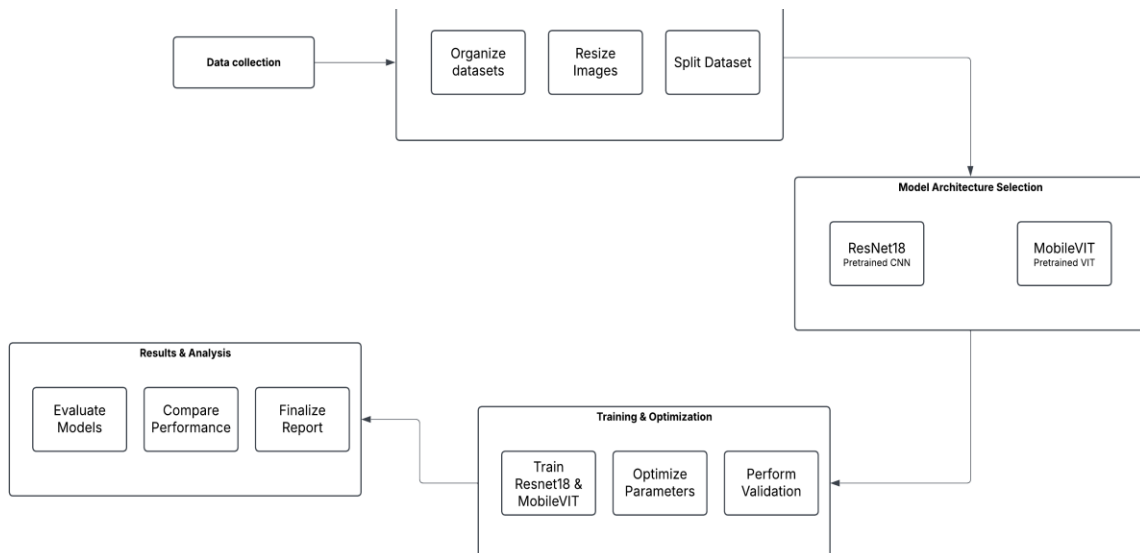 Data collection
Organize
datasets
Resize
Images
Split Dataset
Model Architecture Selection
ResNet18
Pretrained CNN
MobileVIT
Pretrained VIT
Results & Analysis
Evaluate
Models
Compare
Performance
Finalize
Report
Training & Optimization
Train
Resnet18 &
MobileVIT
Optimize
Parameters
Perform
Validation